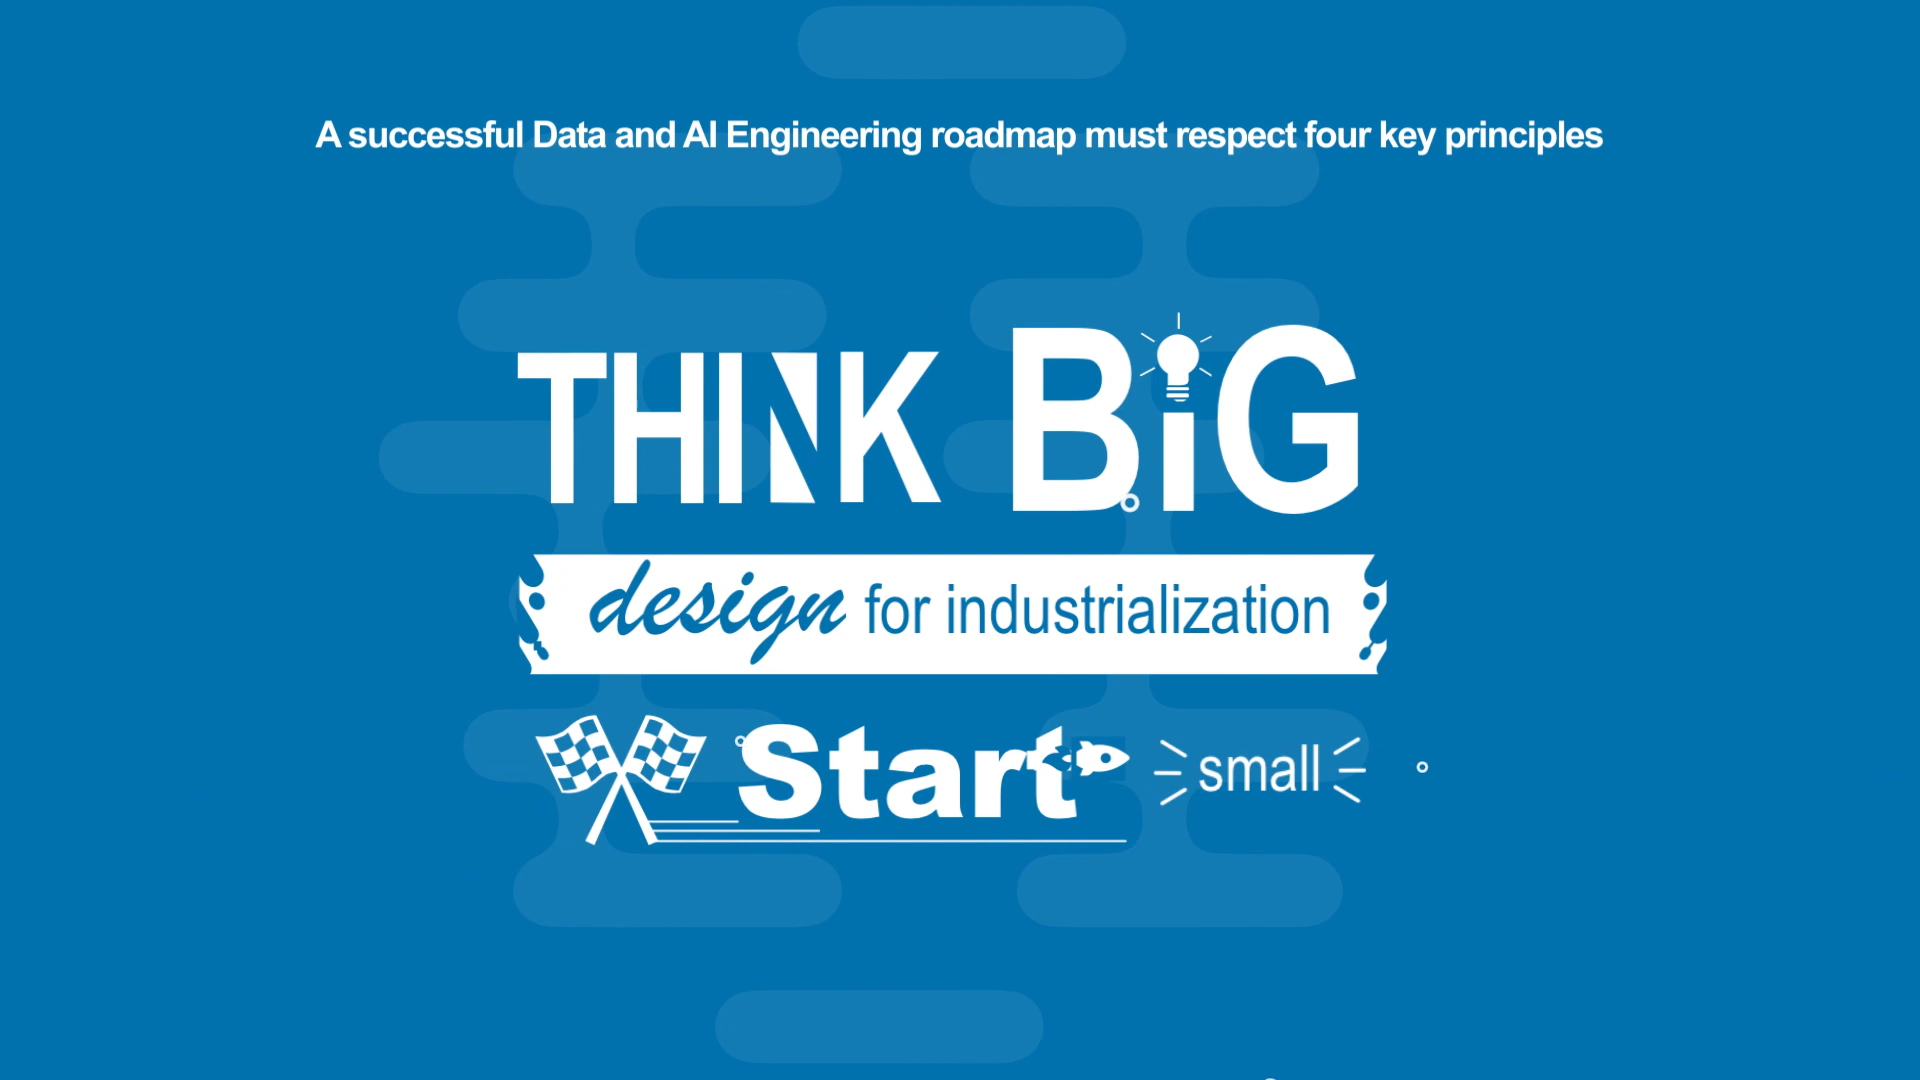 A successful Data and AI Engineering roadmap must respect four key principles
THINK BiG
design for industrialization
Start small